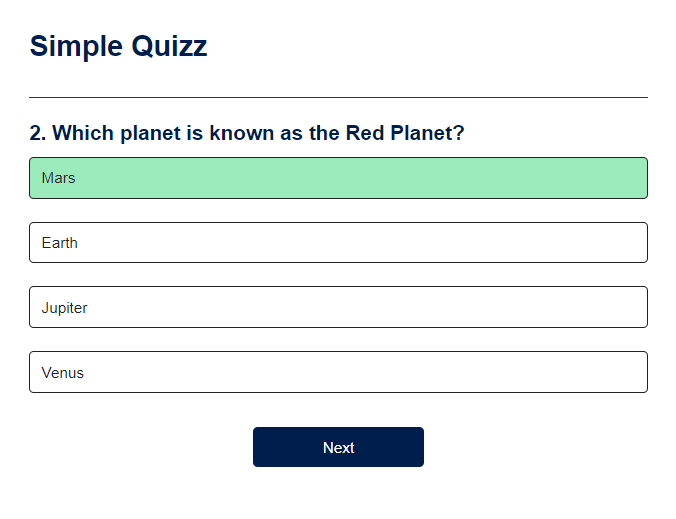 Simple Quizz
2. Which planet is known as the Red Planet?
Mars
Earth
Jupiter
Venus
Next